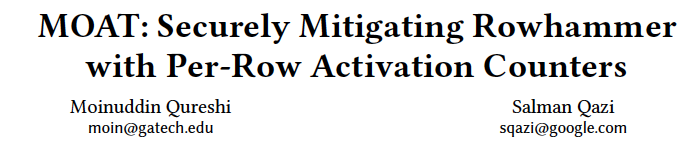 MOAT: Securely Mitigating Rowhammer
with Per-Row Activation Counters
Moinuddin Qureshi
moin@gatech.edu
Salman Qazi
sqazi@google.com